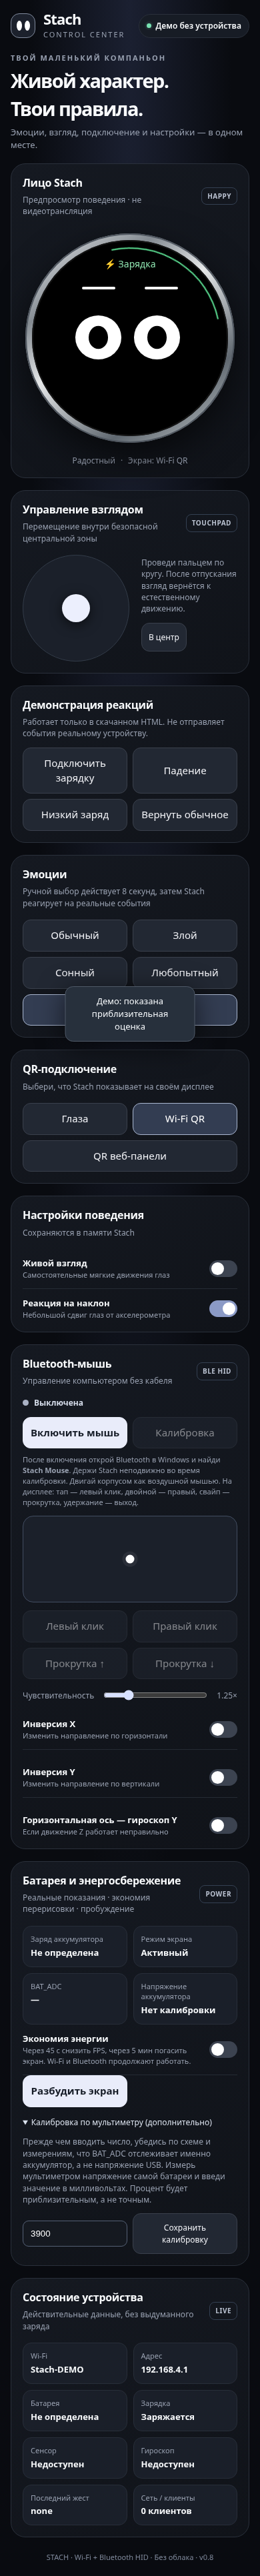 Stach
CONTROL CENTER
Демо без устройства
ТВОЙ МАЛЕНЬКИЙ КОМПАНЬОН
Живой характер.
Твои правила.
Эмоции, взгляд, подключение и настройки — в одном
месте.
Лицо Stach
Предпросмотр поведения · не
видеотрансляция
HAPPY
⚡ Зарядка
Радостный · Экран: Wi-Fi QR
Управление взглядом
Перемещение внутри безопасной
центральной зоны
TOUCHPAD
Проведи пальцем по
кругу. После отпускания
взгляд вернётся к
естественному
движению.
В центр
Демонстрация реакций
Работает только в скачанном HTML. Не отправляет
события реальному устройству.
Подключить
зарядку
Падение
Низкий заряд
Вернуть обычное
Эмоции
Ручной выбор действует 8 секунд, затем Stach
реагирует на реальные события
Обычный
Злой
Сонный
Любопытный
Демо: показана
приблизительная
оценка
QR-подключение
Выбери, что Stach показывает на своём дисплее
Глаза
Wi-Fi QR
QR веб-панели
Настройки поведения
Сохраняются в памяти Stach
Живой взгляд
Самостоятельные мягкие движения глаз
Реакция на наклон
Небольшой сдвиг глаз от акселерометра
Bluetooth-мышь
Управление компьютером без кабеля
BLE HID
Выключена
Включить мышь
Калибровка
После включения открой Bluetooth в Windows и найди
Stach Mouse. Держи Stach неподвижно во время
калибровки. Двигай корпусом как воздушной мышью. На
дисплее: тап — левый клик, двойной — правый, свайп —
прокрутка, удержание — выход.
Левый клик
Правый клик
Прокрутка ↑
Прокрутка ↓
Чувствительность
1.25×
Инверсия X
Изменить направление по горизонтали
Инверсия Y
Изменить направление по вертикали
Горизонтальная ось — гироскоп Y
Если движение Z работает неправильно
Батарея и энергосбережение
Реальные показания · экономия
перерисовки · пробуждение
POWER
Заряд аккумулятора
Не определена
Режим экрана
Активный
BAT_ADC
—
Напряжение
аккумулятора
Нет калибровки
Экономия энергии
Через 45 с снизить FPS, через 5 мин погасить
экран. Wi-Fi и Bluetooth продолжают работать.
Разбудить экран
▼ Калибровка по мультиметру (дополнительно)
Прежде чем вводить число, убедись по схеме и
измерениям, что BAT_ADC отслеживает именно
аккумулятор, а не напряжение USB. Измерь
мультиметром напряжение самой батареи и введи
значение в милливольтах. Процент будет
приблизительным, а не точным.
3900
Сохранить
калибровку
Состояние устройства
Действительные данные, без выдуманного
заряда
LIVE
Wi-Fi
Stach-DEMO
Адрес
192.168.4.1
Батарея
Не определена
Зарядка
Заряжается
Сенсор
Недоступен
Гироскоп
Недоступен
Последний жест
none
Сеть / клиенты
0 клиентов
STACH · Wi-Fi + Bluetooth HID · Без облака · v0.8